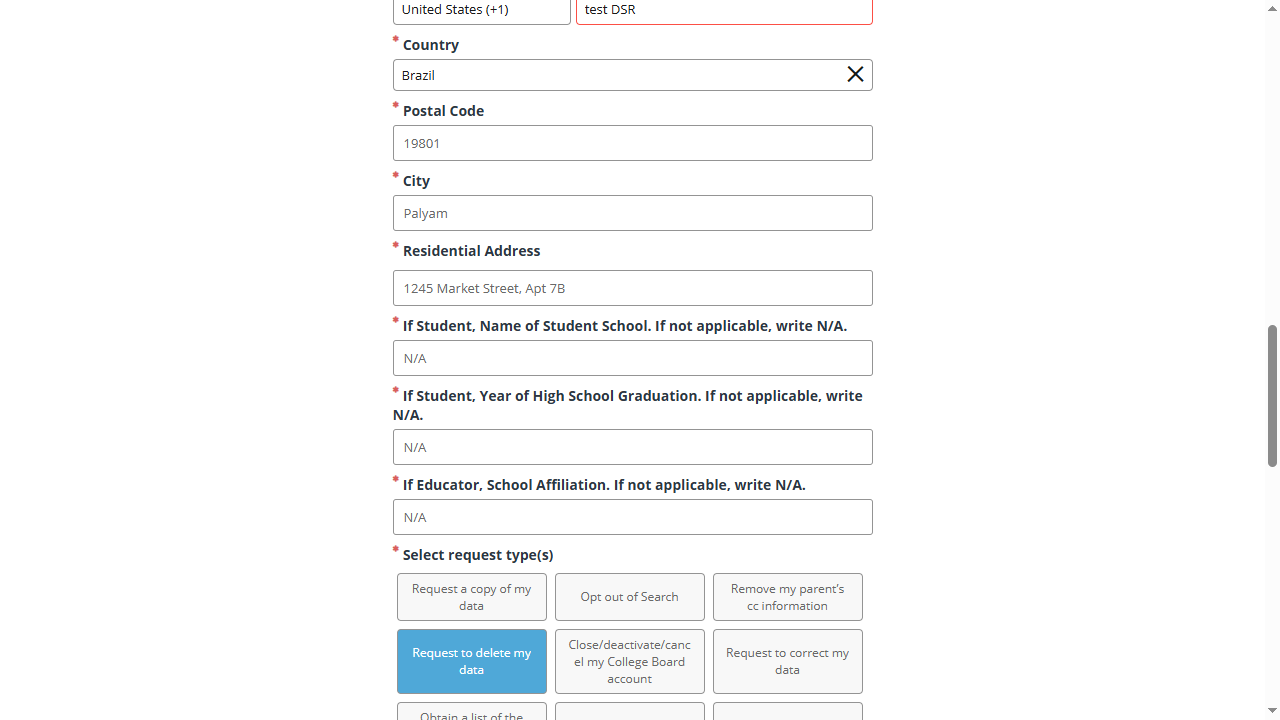 United States (+1)
test DSR
* Country
Brazil
* Postal Code
19801
* City
Palyam
* Residential Address
1245 Market Street, Apt 7B
* If Student, Name of Student School. If not applicable, write N/A.
N/A
* If Student, Year of High School Graduation. If not applicable, write
N/A.
N/A
* If Educator, School Affiliation. If not applicable, write N/A.
N/A
* Select request type(s)
Request a copy of my
data
Opt out of Search
Remove my parent's
cc information
Request to delete my
data
Close/deactivate/canc
el my College Board
account
Request to correct my
data
Obtain a list of the